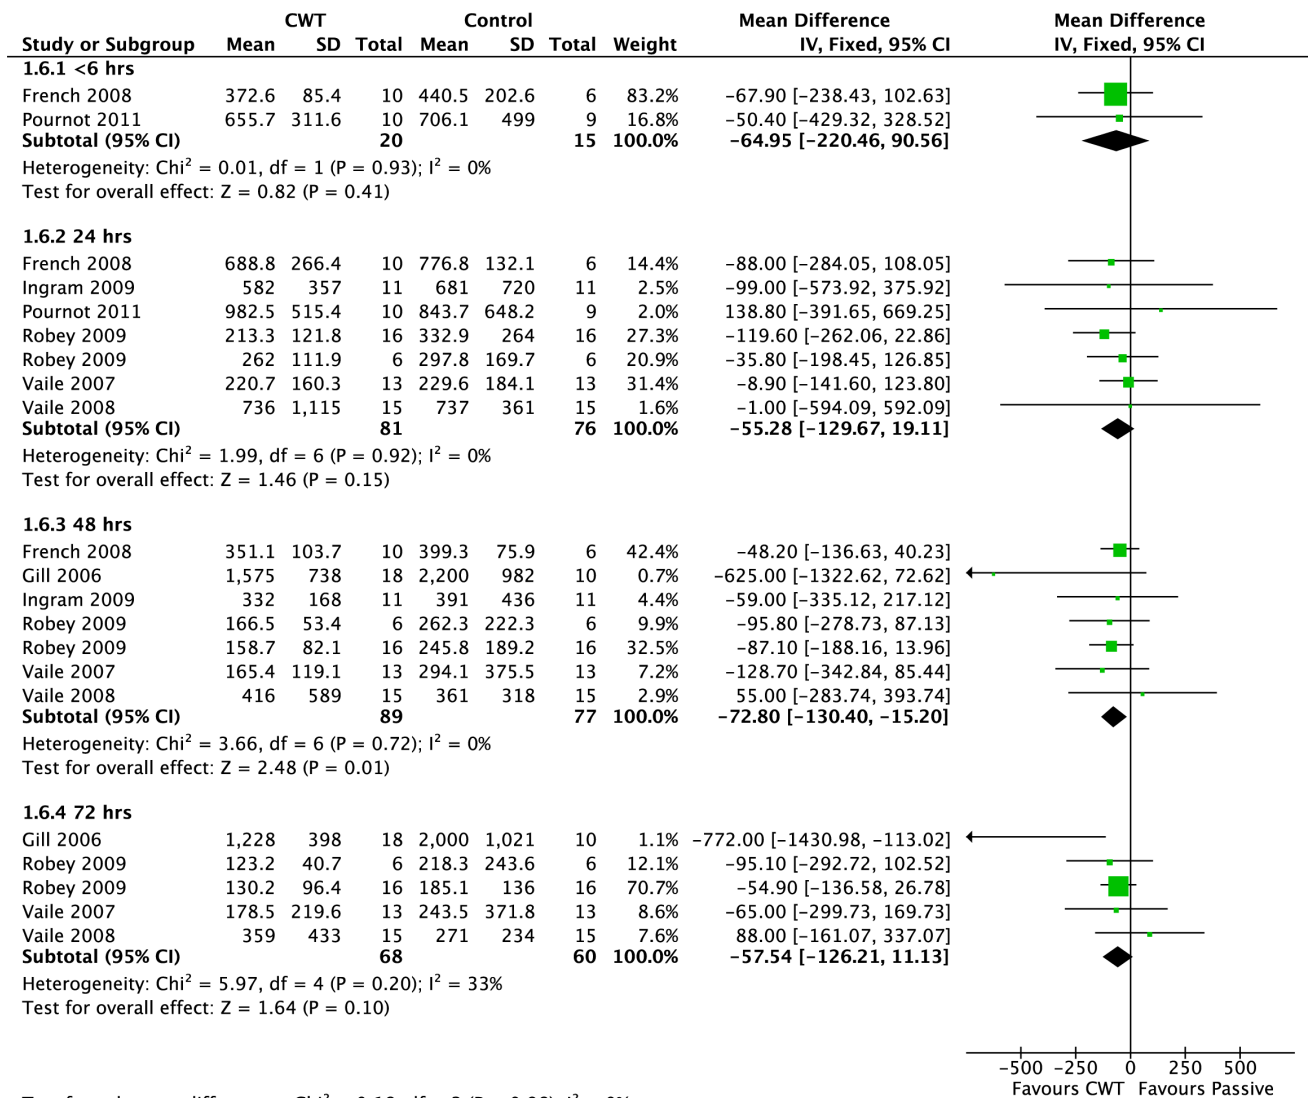 CWT Control Mean Difference Mean Difference
Study or Subgroup Mean SD Total Mean SD Total Weight IV, Fixed, 95% CI IV, Fixed, 95% CI
1.6.1 <6 hrs
French 2008 372.6 85.4 10 440.5 202.6 6 83.2% −67.90 [−238.43, 102.63]
Pournot 2011 655.7 311.6 10 706.1 499 9 16.8% −50.40 [−429.32, 328.52]
Subtotal (95% CI) 20 15 100.0% −64.95 [−220.46, 90.56]
Heterogeneity: Chi² = 0.01, df = 1 (P = 0.93); I² = 0%
Test for overall effect: Z = 0.82 (P = 0.41)
1.6.2 24 hrs
French 2008 688.8 266.4 10 776.8 132.1 6 14.4% −88.00 [−284.05, 108.05]
Ingram 2009 582 357 11 681 720 11 2.5% −99.00 [−573.92, 375.92]
Pournot 2011 982.5 515.4 10 843.7 648.2 9 2.0% 138.80 [−391.65, 669.25]
Robey 2009 213.3 121.8 16 332.9 264 16 27.3% −119.60 [−262.06, 22.86]
Robey 2009 262 111.9 6 297.8 169.7 6 20.9% −35.80 [−198.45, 126.85]
Vaile 2007 220.7 160.3 13 229.6 184.1 13 31.4% −8.90 [−141.60, 123.80]
Vaile 2008 736 1,115 15 737 361 15 1.6% −1.00 [−594.09, 592.09]
Subtotal (95% CI) 81 76 100.0% −55.28 [−129.67, 19.11]
Heterogeneity: Chi² = 1.99, df = 6 (P = 0.92); I² = 0%
Test for overall effect: Z = 1.46 (P = 0.15)
1.6.3 48 hrs
French 2008 351.1 103.7 10 399.3 75.9 6 42.4% −48.20 [−136.63, 40.23]
Gill 2006 1,575 738 18 2,200 982 10 0.7% −625.00 [−1322.62, 72.62]
Ingram 2009 332 168 11 391 436 11 4.4% −59.00 [−335.12, 217.12]
Robey 2009 166.5 53.4 6 262.3 222.3 6 9.9% −95.80 [−278.73, 87.13]
Robey 2009 158.7 82.1 16 245.8 189.2 16 32.5% −87.10 [−188.16, 13.96]
Vaile 2007 165.4 119.1 13 294.1 375.5 13 7.2% −128.70 [−342.84, 85.44]
Vaile 2008 416 589 15 361 318 15 2.9% 55.00 [−283.74, 393.74]
Subtotal (95% CI) 89 77 100.0% −72.80 [−130.40, −15.20]
Heterogeneity: Chi² = 3.66, df = 6 (P = 0.72); I² = 0%
Test for overall effect: Z = 2.48 (P = 0.01)
1.6.4 72 hrs
Gill 2006 1,228 398 18 2,000 1,021 10 1.1% −772.00 [−1430.98, −113.02]
Robey 2009 123.2 40.7 6 218.3 243.6 6 12.1% −95.10 [−292.72, 102.52]
Robey 2009 130.2 96.4 16 185.1 136 16 70.7% −54.90 [−136.58, 26.78]
Vaile 2007 178.5 219.6 13 243.5 371.8 13 8.6% −65.00 [−299.73, 169.73]
Vaile 2008 359 433 15 271 234 15 7.6% 88.00 [−161.07, 337.07]
Subtotal (95% CI) 68 60 100.0% −57.54 [−126.21, 11.13]
Heterogeneity: Chi² = 5.97, df = 4 (P = 0.20); I² = 33%
Test for overall effect: Z = 1.64 (P = 0.10)
−500 −250 0 250 500
Favours CWT Favours Passive